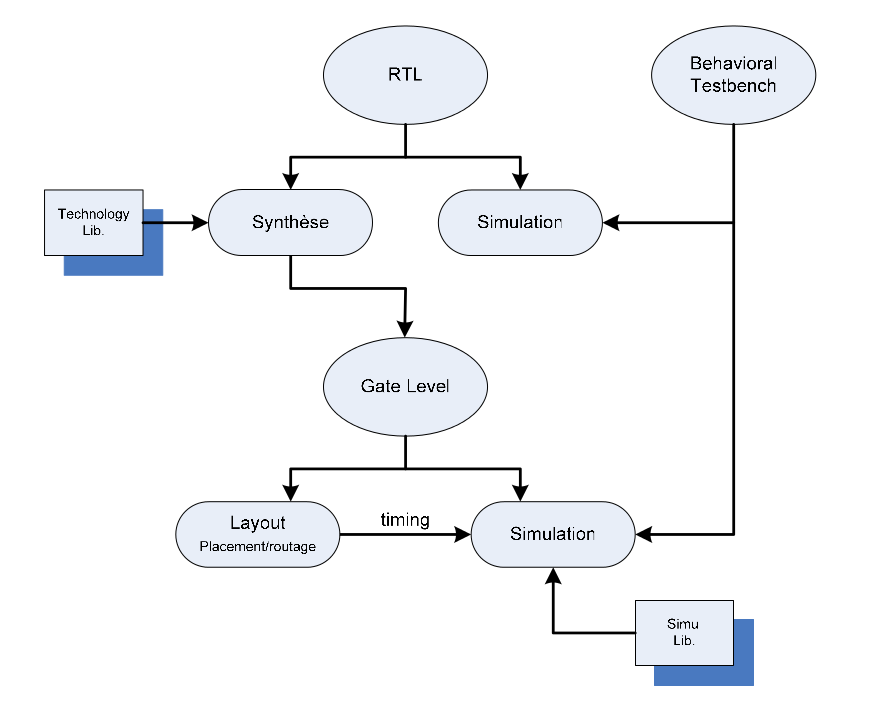 RTL
Behavioral
Testbench
Technology
Lib.
Synthèse
Simulation
Gate Level
Layout
Placement/routage
timing
Simulation
Simu
Lib.